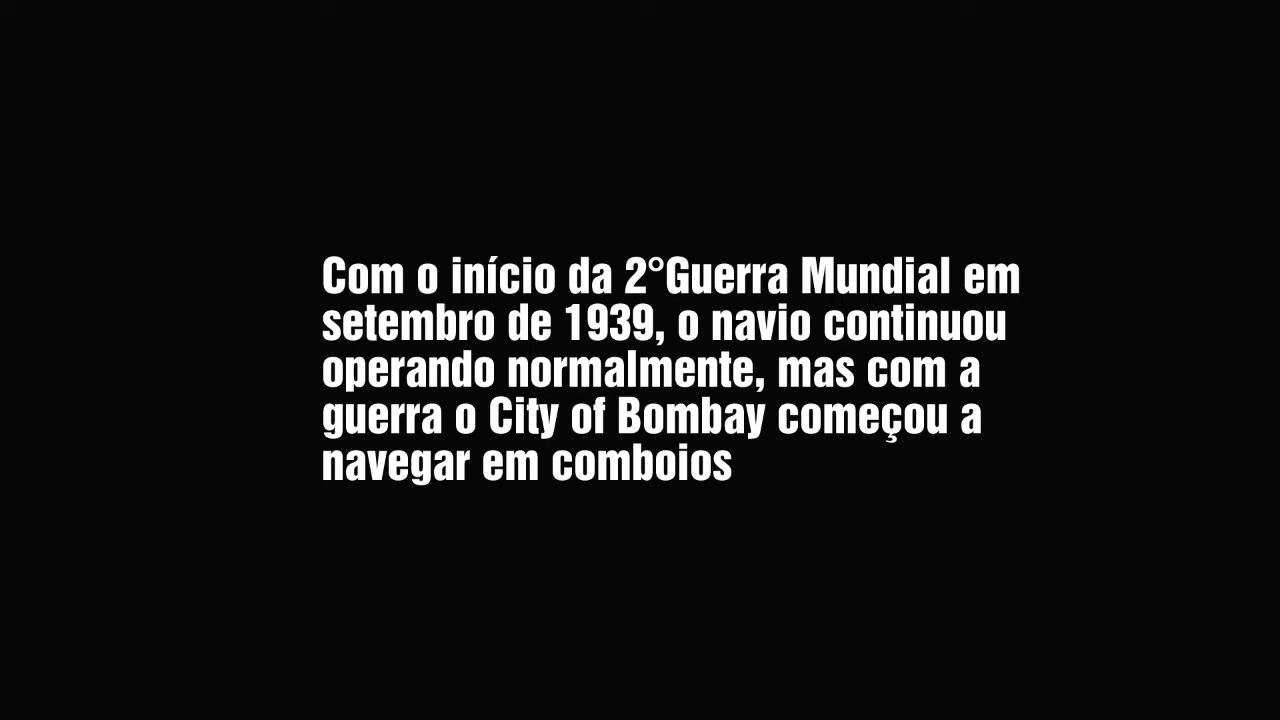 Com o início da 2°Guerra Mundial em
setembro de 1939, o navio continuou
operando normalmente, mas com a
guerra o City of Bombay começou a
navegar em comboios